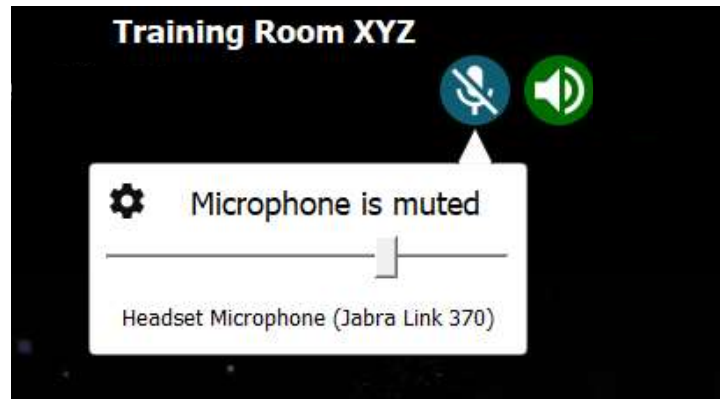 Training Room XYZ
Microphone is muted
Headset Microphone (Jabra Link 370)